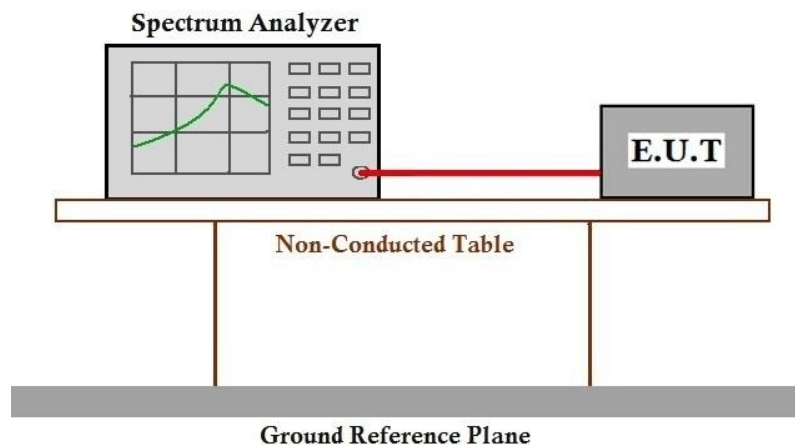 Spectrum Analyzer
E.U.T
Non-Conducted Table
Ground Reference Plane